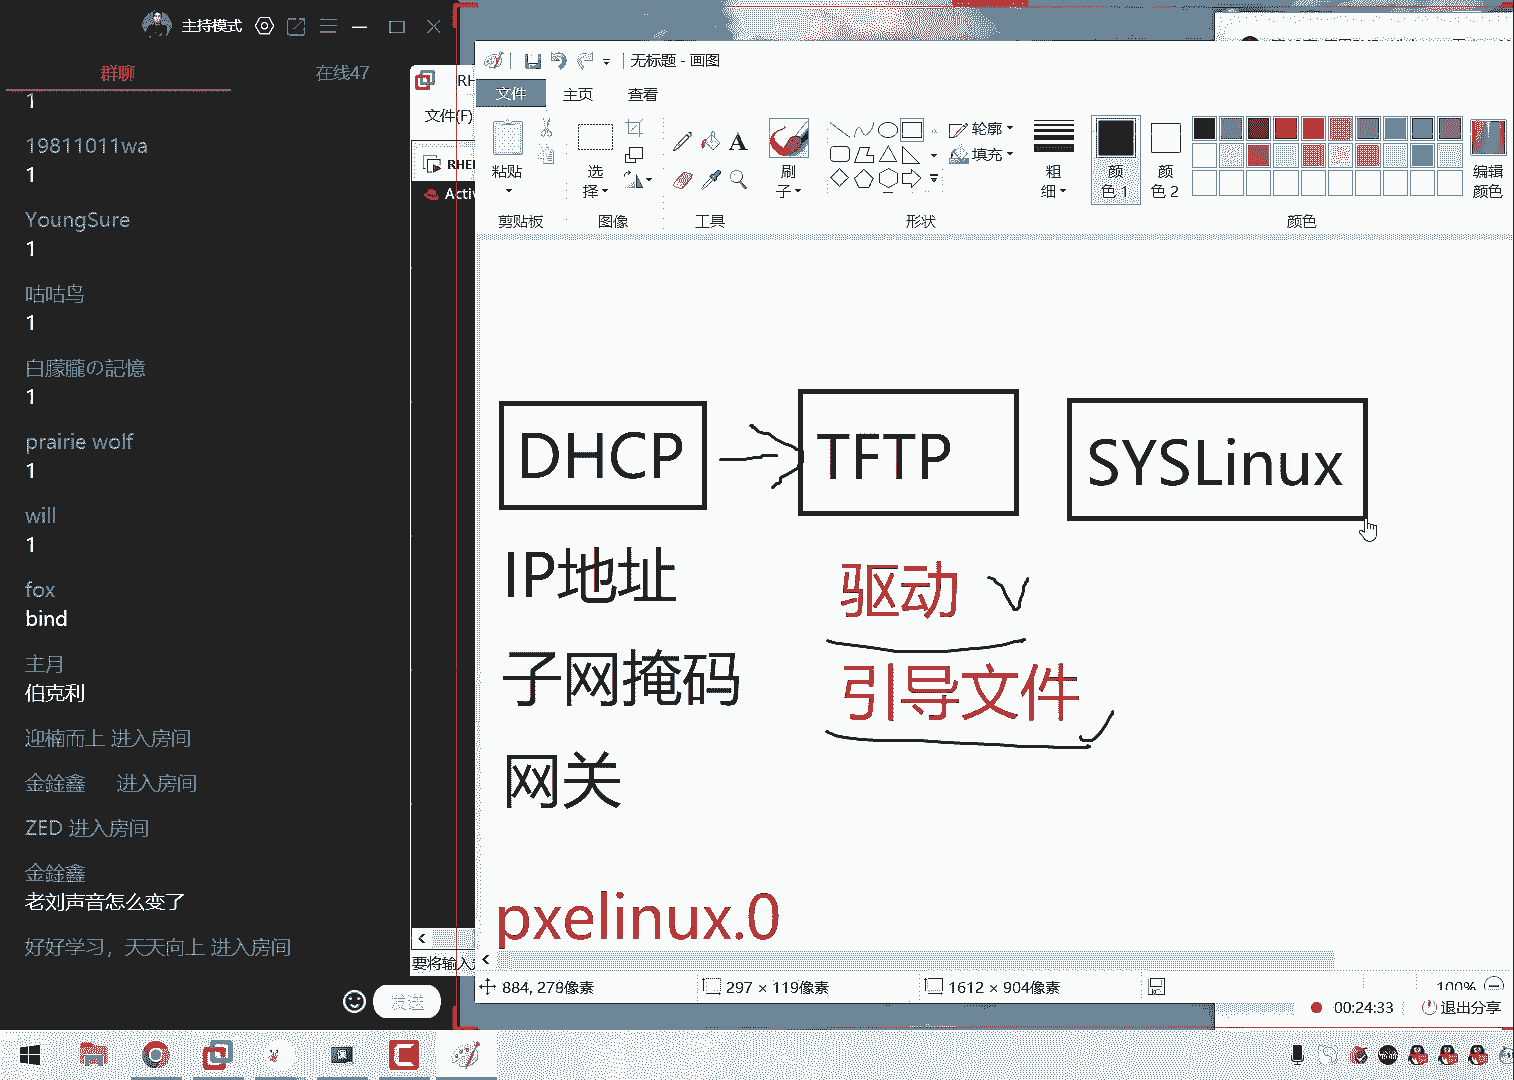 主持模式
群聊
在线47
1
19811011wa
1
YoungSure
1
咕咕鸟
1
白朦朧の記憶
1
prairie wolf
1
will
1
fox
bind
主月
伯克利
迎楠而上 进入房间
金銓鑫 进入房间
ZED 进入房间
金銓鑫
老刘声音怎么变了
好好学习，天天向上 进入房间
发送
RH
文件(F)
RHE
Activ
要将输入
无标题 - 画图
文件
主页
查看
粘贴
选择
A
刷子
轮廓
填充
粗细
颜色 1
颜色 2
编辑颜色
剪贴板
图像
工具
形状
颜色
DHCP
TFTP
SYSLinux
IP地址
驱动
子网掩码
引导文件
网关
pxelinux.0
884, 279像素
297 × 119像素
1612 × 904像素
100%
00:24:33
退出分享